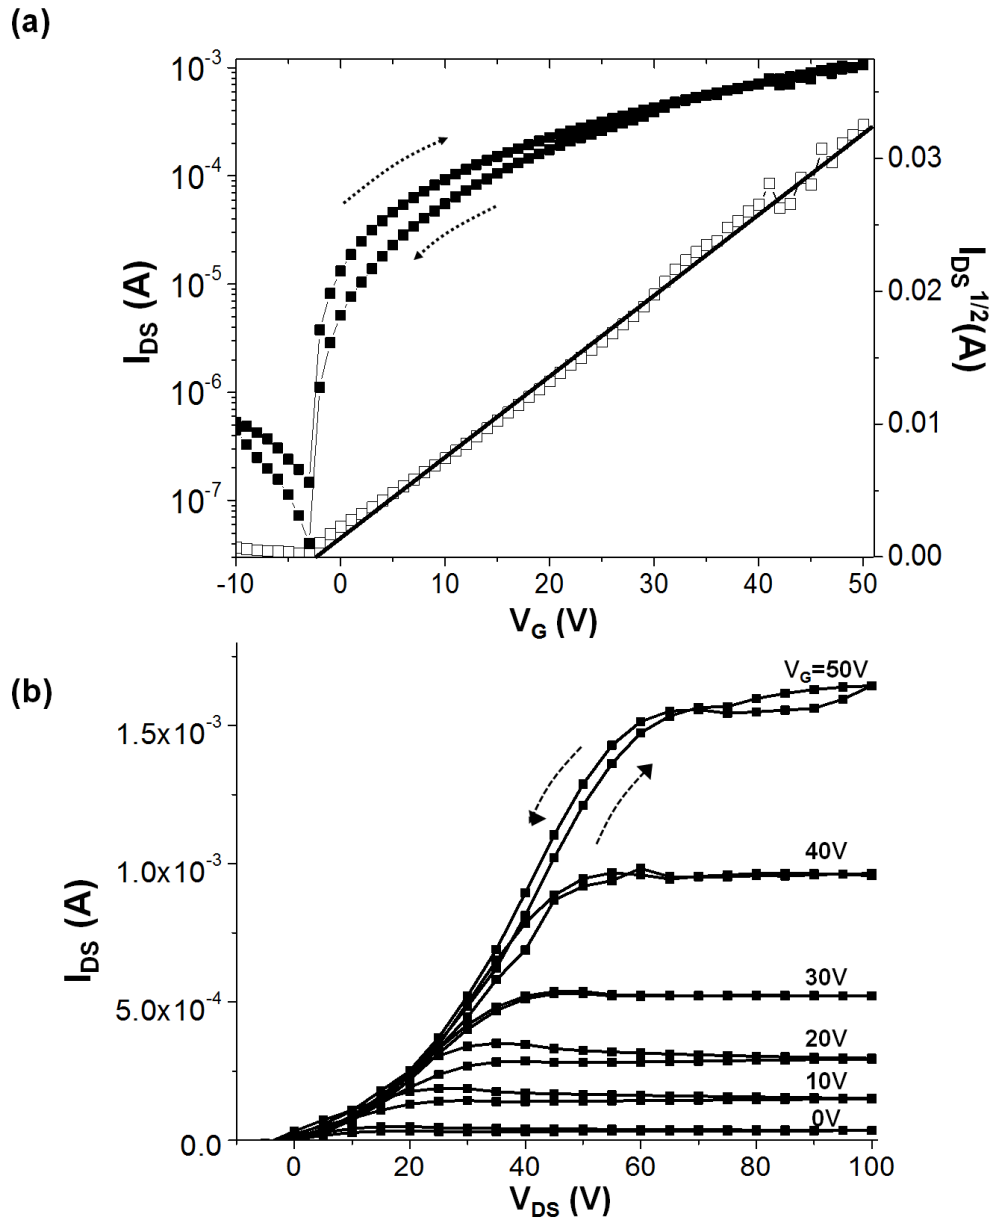 (a)
10⁻³
10⁻⁴
10⁻⁵
10⁻⁶
10⁻⁷
I_DS (A)
0.03
0.02
0.01
0.00
I_DS^1/2(A)
-10 0 10 20 30 40 50
V_G (V)
(b)
V_G=50V
40V
30V
20V
10V
0V
1.5x10⁻³
1.0x10⁻³
5.0x10⁻⁴
0.0
I_DS (A)
0 20 40 60 80 100
V_DS (V)